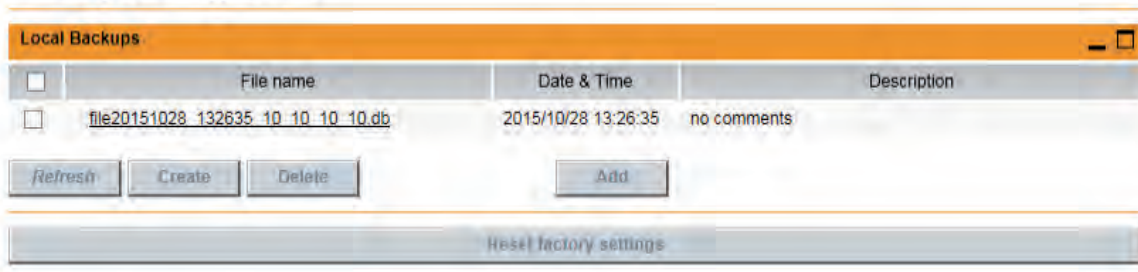 Local Backups
File name Date & Time Description
file20151028_132635_10_10_10_10.db 2015/10/28 13:26:35 no comments
Refresh Create Delete Add
Reset factory settings